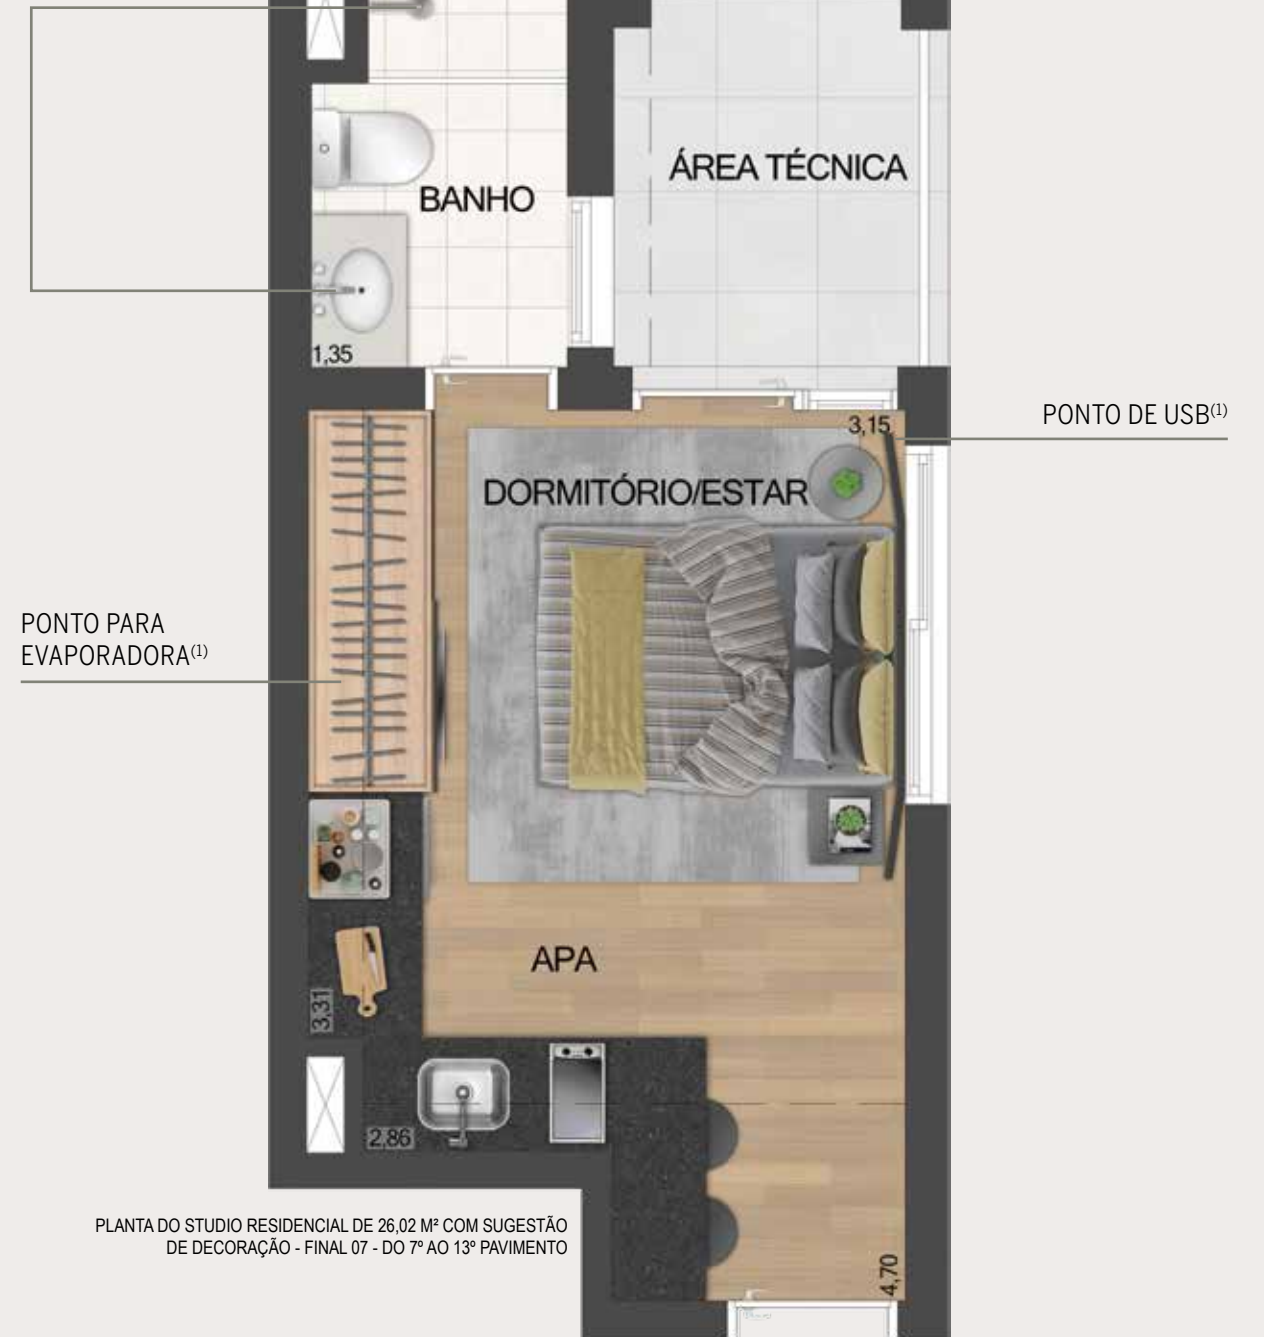 ÁREA TÉCNICA
BANHO
1,35
PONTO DE USB(1)
3,15
DORMITÓRIO/ESTAR
PONTO PARA
EVAPORADORA(1)
APA
3,31
2,86
PLANTA DO STUDIO RESIDENCIAL DE 26,02 M² COM SUGESTÃO
DE DECORAÇÃO - FINAL 07 - DO 7º AO 13º PAVIMENTO
4,70